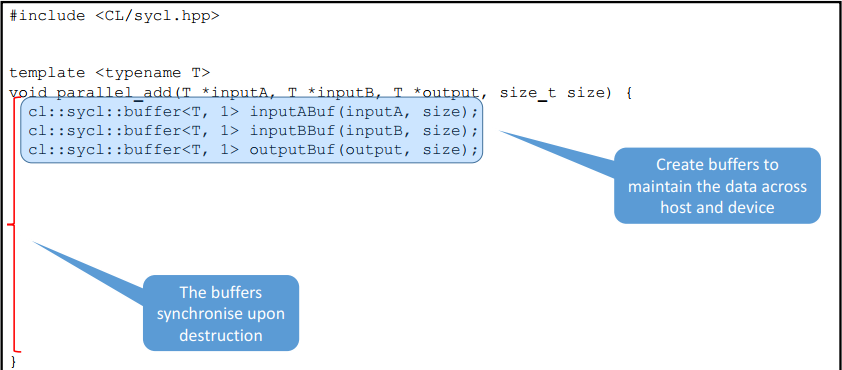 #include <CL/sycl.hpp>
template <typename T>
void parallel_add(T *inputA, T *inputB, T *output, size_t size) {
cl::sycl::buffer<T, 1> inputABuf(inputA, size);
cl::sycl::buffer<T, 1> inputBBuf(inputB, size);
cl::sycl::buffer<T, 1> outputBuf(output, size);
Create buffers to
maintain the data across
host and device
The buffers
synchronise upon
destruction
}